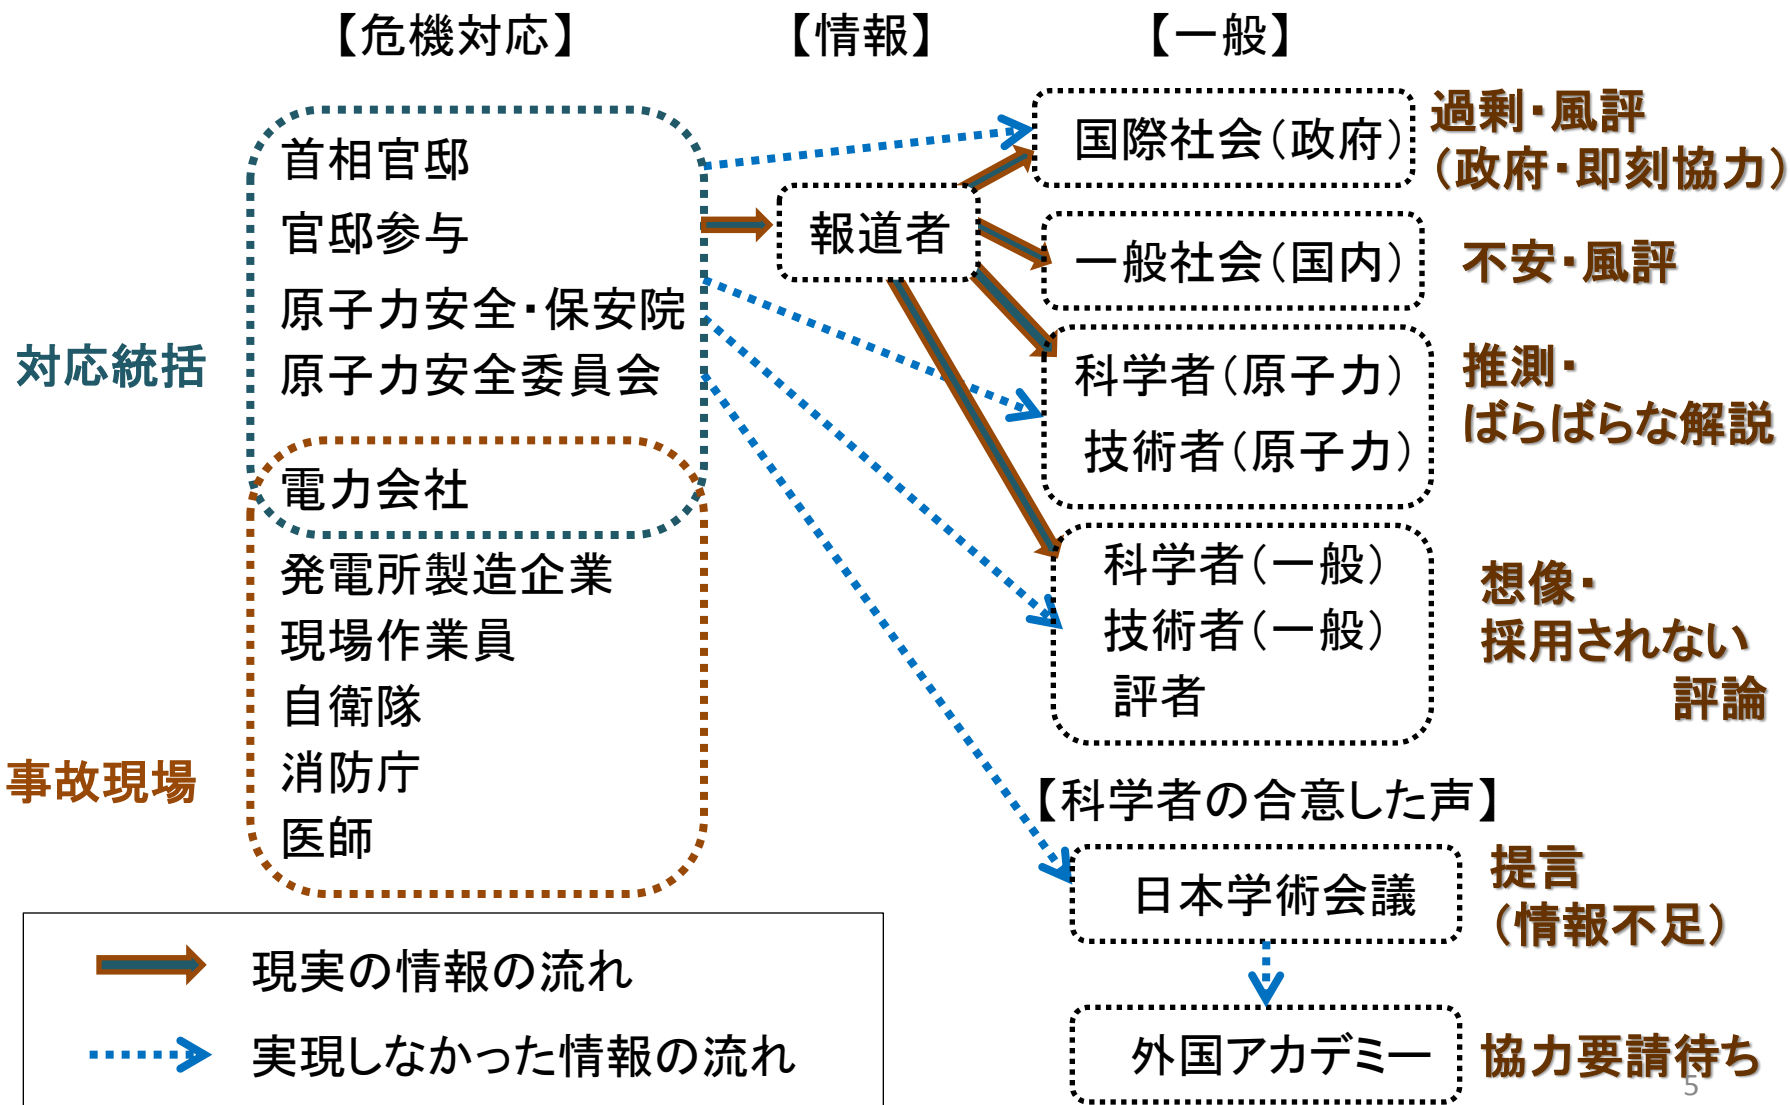 【危機対応】
【情報】
【一般】
首相官邸
官邸参与
原子力安全・保安院
原子力安全委員会
電力会社
発電所製造企業
現場作業員
自衛隊
消防庁
医師
対応統括
事故現場
報道者
国際社会（政府）
過剰・風評
（政府・即刻協力）
一般社会（国内）
不安・風評
科学者（原子力）
技術者（原子力）
推測・
ばらばらな解説
科学者（一般）
技術者（一般）
評者
想像・
採用されない
評論
【科学者の合意した声】
日本学術会議
提言
（情報不足）
外国アカデミー
協力要請待ち
現実の情報の流れ
実現しなかった情報の流れ
5